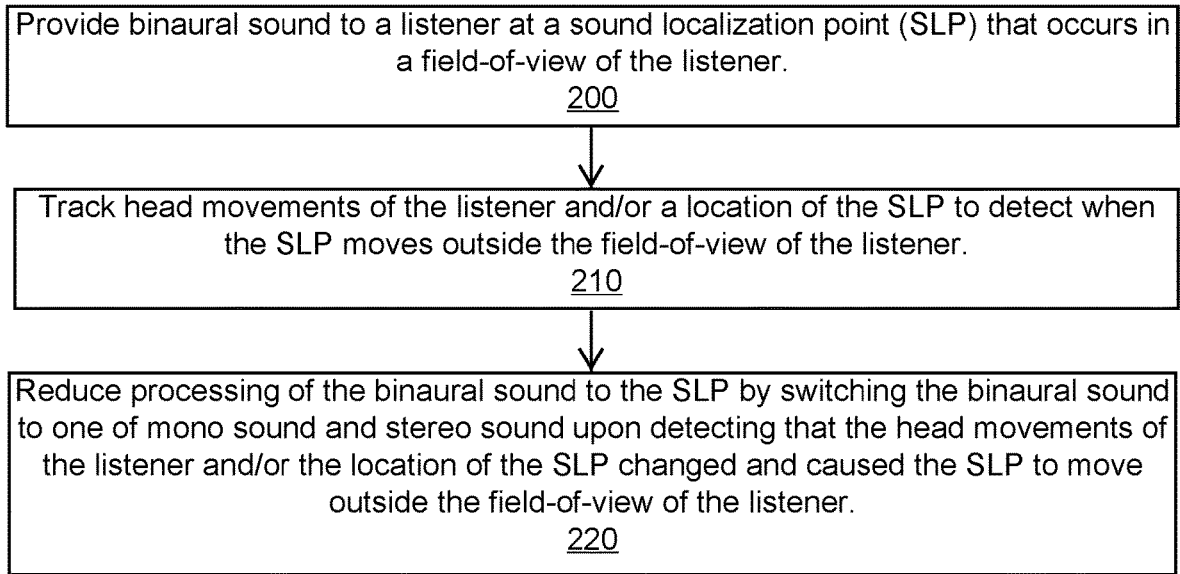 Provide binaural sound to a listener at a sound localization point (SLP) that occurs in
a field-of-view of the listener.
200
Track head movements of the listener and/or a location of the SLP to detect when
the SLP moves outside the field-of-view of the listener.
210
Reduce processing of the binaural sound to the SLP by switching the binaural sound
to one of mono sound and stereo sound upon detecting that the head movements of
the listener and/or the location of the SLP changed and caused the SLP to move
outside the field-of-view of the listener.
220